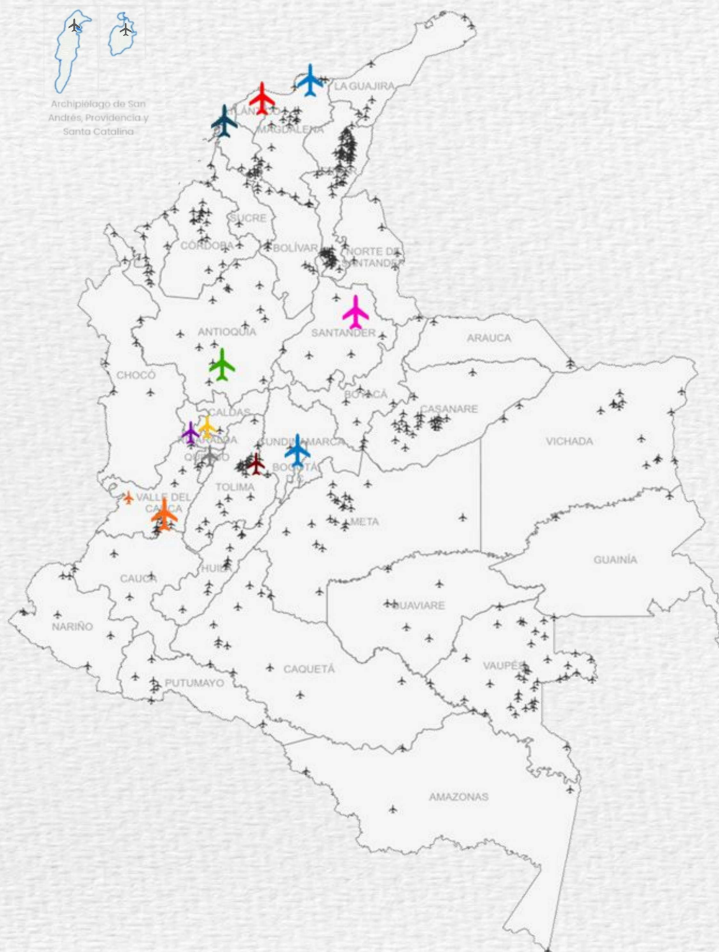 Archipiélago de San
Andrés, Providencia y
Santa Catalina
LA GUAJIRA
MAGDALENA
SUCRE
CÓRDOBA
BOLÍVAR
NORTE DE
SANTANDER
ANTIOQUIA
SANTANDER
ARAUCA
CHOCÓ
BOYACÁ
CASANARE
CALDAS
RISARALDA
CUNDINAMARCA
VICHADA
BOGOTÁ
D.C.
TOLIMA
VALLE DEL
CAUCA
META
GUAINÍA
HUILA
CAUCA
GUAVIARE
NARIÑO
CAQUETÁ
VAUPÉS
PUTUMAYO
AMAZONAS